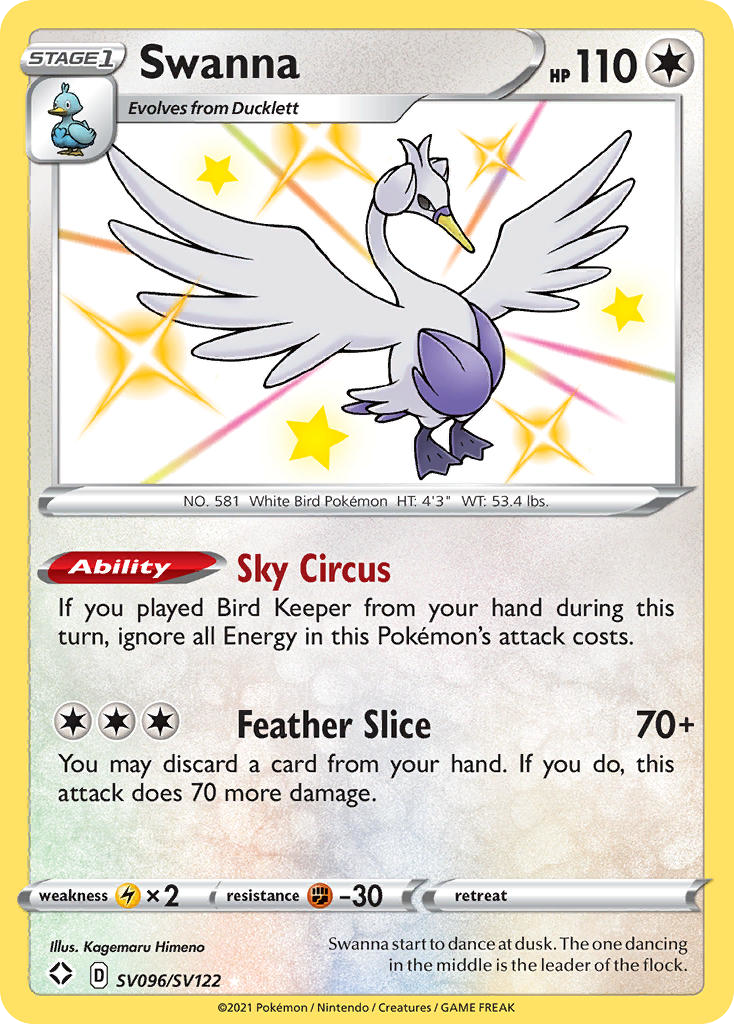 STAGE 1
Swanna
HP 110
Evolves from Ducklett
NO. 581 White Bird Pokémon HT: 4'3" WT: 53.4 lbs.
Ability Sky Circus
If you played Bird Keeper from your hand during this
turn, ignore all Energy in this Pokémon's attack costs.
Feather Slice 70+
You may discard a card from your hand. If you do, this
attack does 70 more damage.
weakness ×2 resistance -30 retreat
Illus. Kagemaru Himeno
Swanna start to dance at dusk. The one dancing
in the middle is the leader of the flock.
D SV096/SV122
©2021 Pokémon / Nintendo / Creatures / GAME FREAK